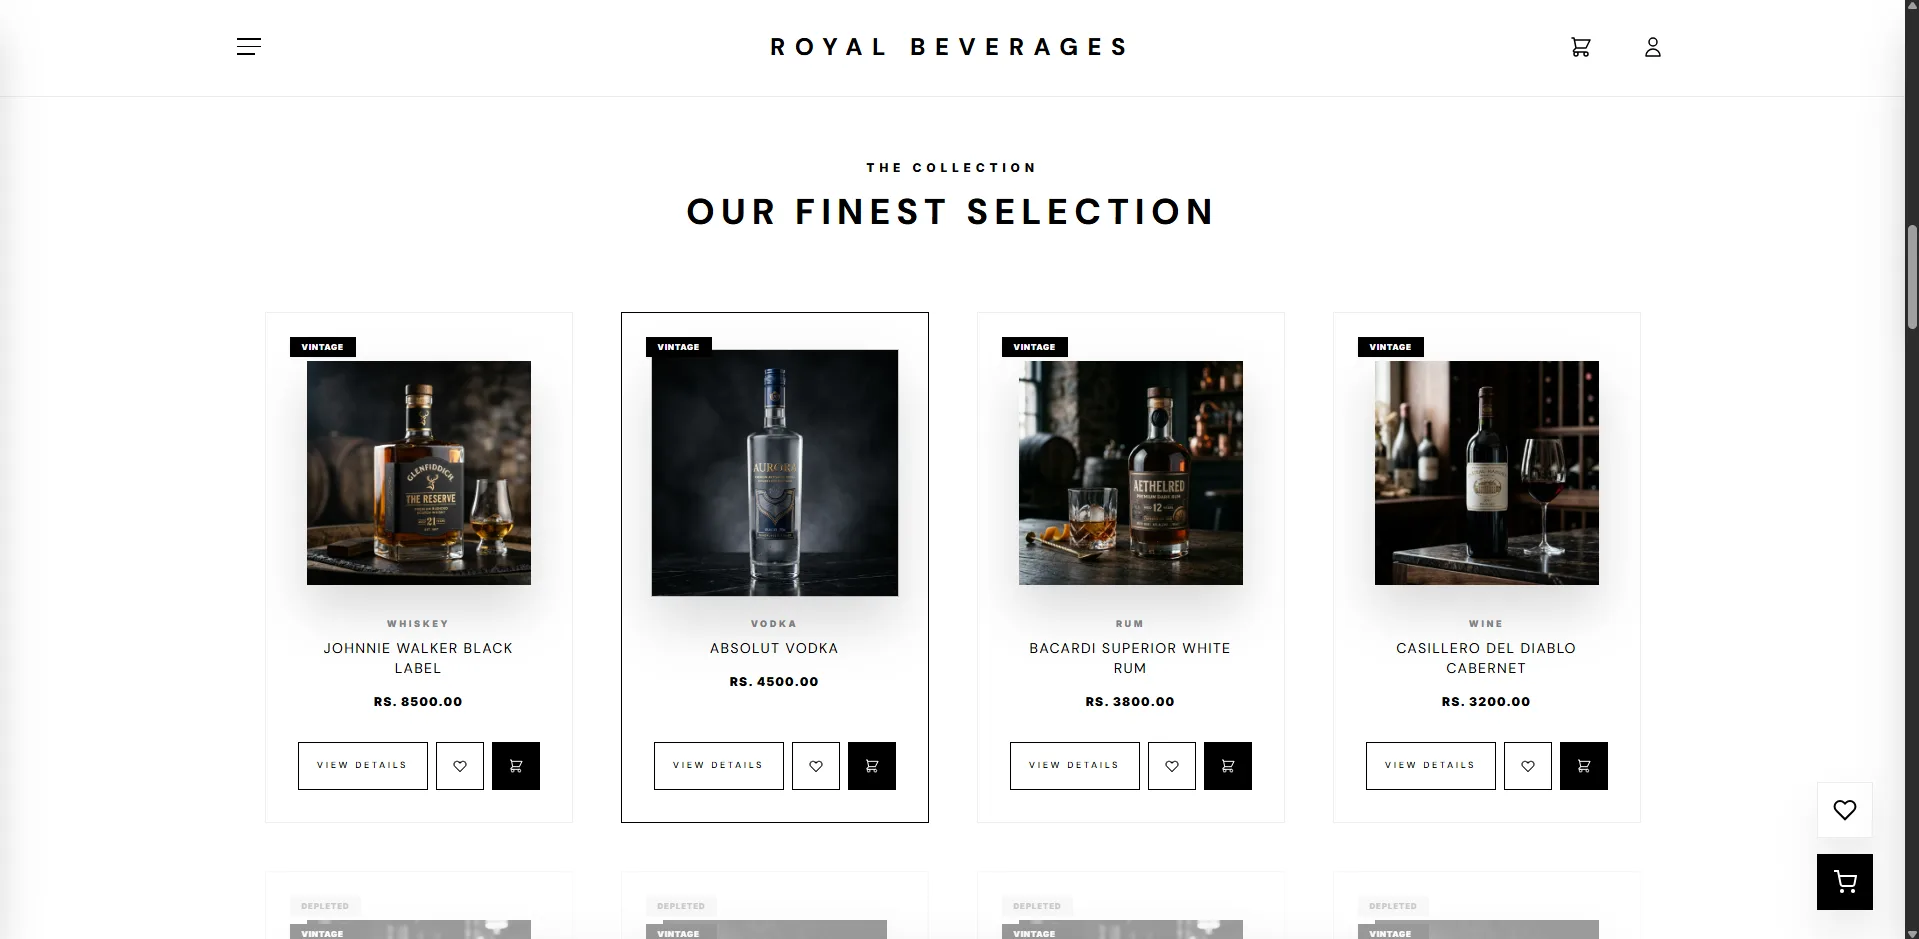 ROYAL BEVERAGES
THE COLLECTION
OUR FINEST SELECTION
VINTAGE
VINTAGE
VINTAGE
VINTAGE
GLENFIDDICH
THE RESERVE
21
AURORA
AETHELRED
PREMIUM DARK RUM
12
WHISKEY
JOHNNIE WALKER BLACK
LABEL
RS. 8500.00
VIEW DETAILS
VODKA
ABSOLUT VODKA
RS. 4500.00
VIEW DETAILS
RUM
BACARDI SUPERIOR WHITE
RUM
RS. 3800.00
VIEW DETAILS
WINE
CASILLERO DEL DIABLO
CABERNET
RS. 3200.00
VIEW DETAILS
DEPLETED
VINTAGE
DEPLETED
VINTAGE
DEPLETED
VINTAGE
DEPLETED
VINTAGE